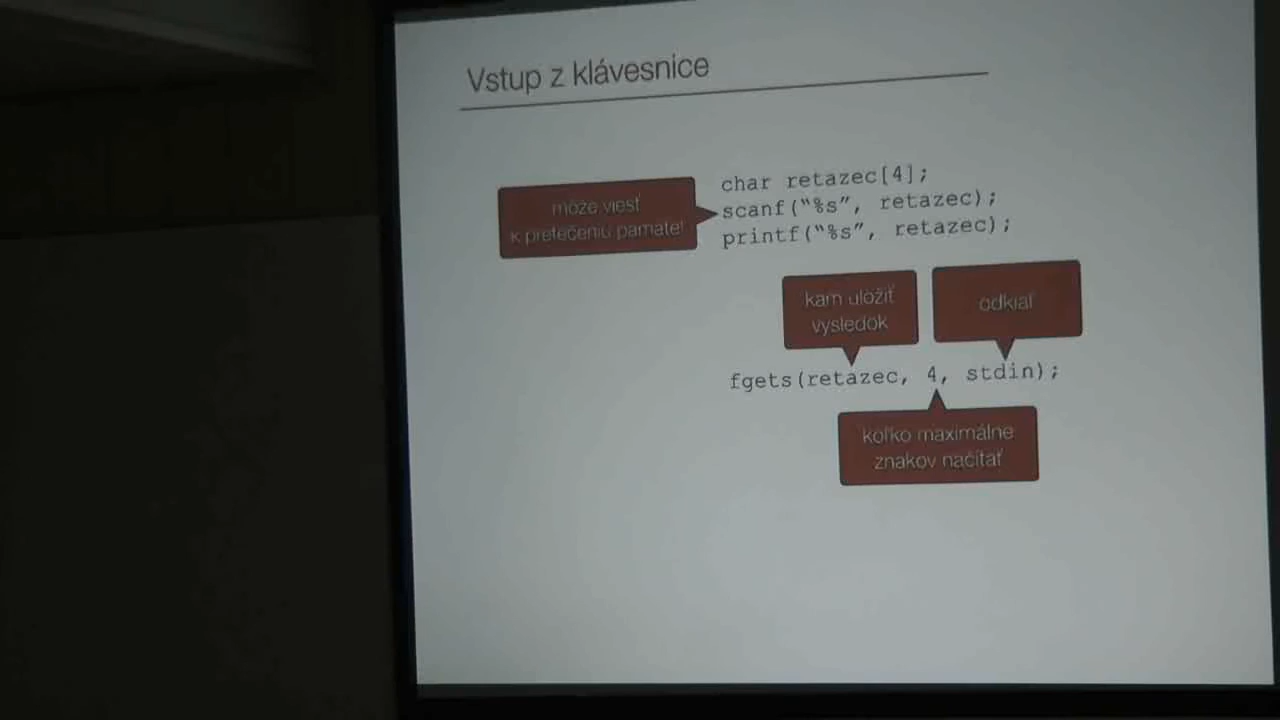 Vstup z klávesnice
char retazec[4];
môže viesť
k pretečeniu pamäte!
scanf(“%s”, retazec);
printf(“%s”, retazec);
kam uložiť
výsledok
odkiaľ
fgets(retazec, 4, stdin);
koľko maximálne
znakov načítať